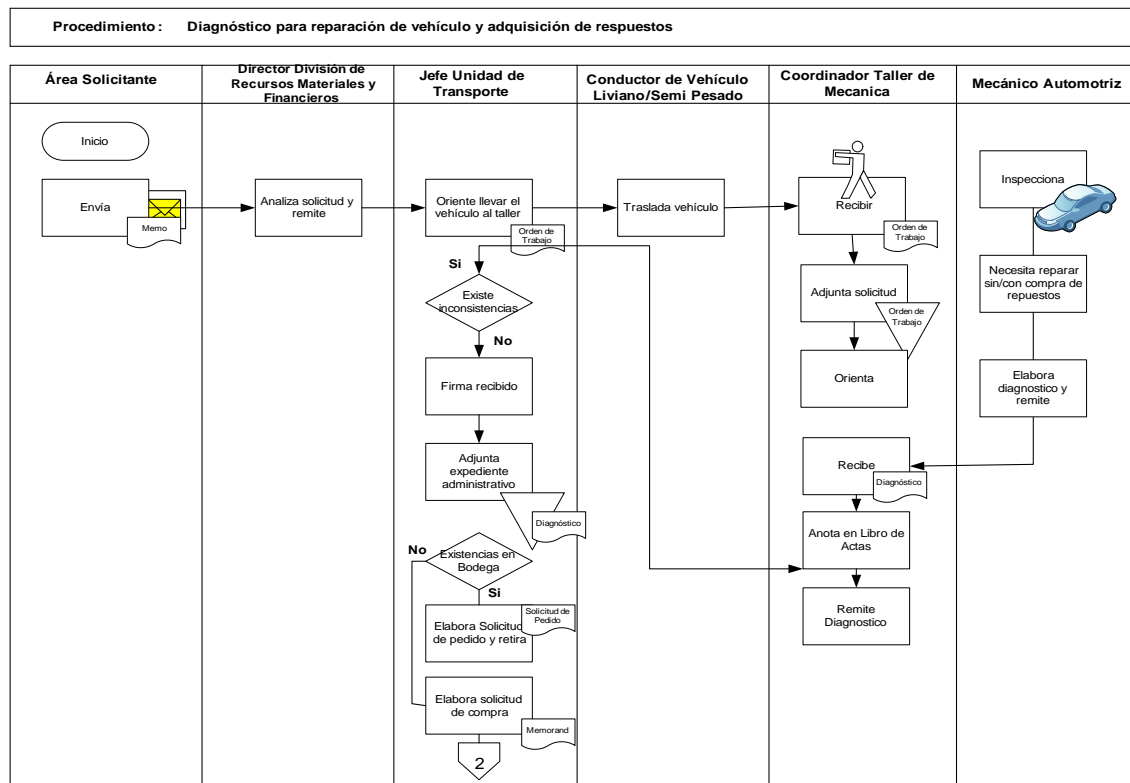 Procedimiento : Diagnóstico para reparación de vehículo y adquisición de respuestos
Área Solicitante
Director División de
Recursos Materiales y
Financieros
Jefe Unidad de
Transporte
Conductor de Vehículo
Liviano/Semi Pesado
Coordinador Taller de
Mecanica
Mecánico Automotriz
Inicio
Envía
Memo
Analiza solicitud y
remite
Oriente llevar el
vehículo al taller
Orden de
Trabajo
Si
Existe
inconsistencias
No
Firma recibido
Adjunta
expediente
administrativo
Diagnóstico
No
Existencias en
Bodega
Si
Elabora Solicitud
de pedido y retira
Solicitud de
Pedido
Elabora solicitud
de compra
Memorand
2
Traslada vehículo
Recibir
Orden de
Trabajo
Adjunta solicitud
Orden de
Trabajo
Orienta
Recibe
Diagnóstico
Anota en Libro de
Actas
Remite
Diagnostico
Inspecciona
Necesita reparar
sin/con compra de
repuestos
Elabora
diagnostico y
remite